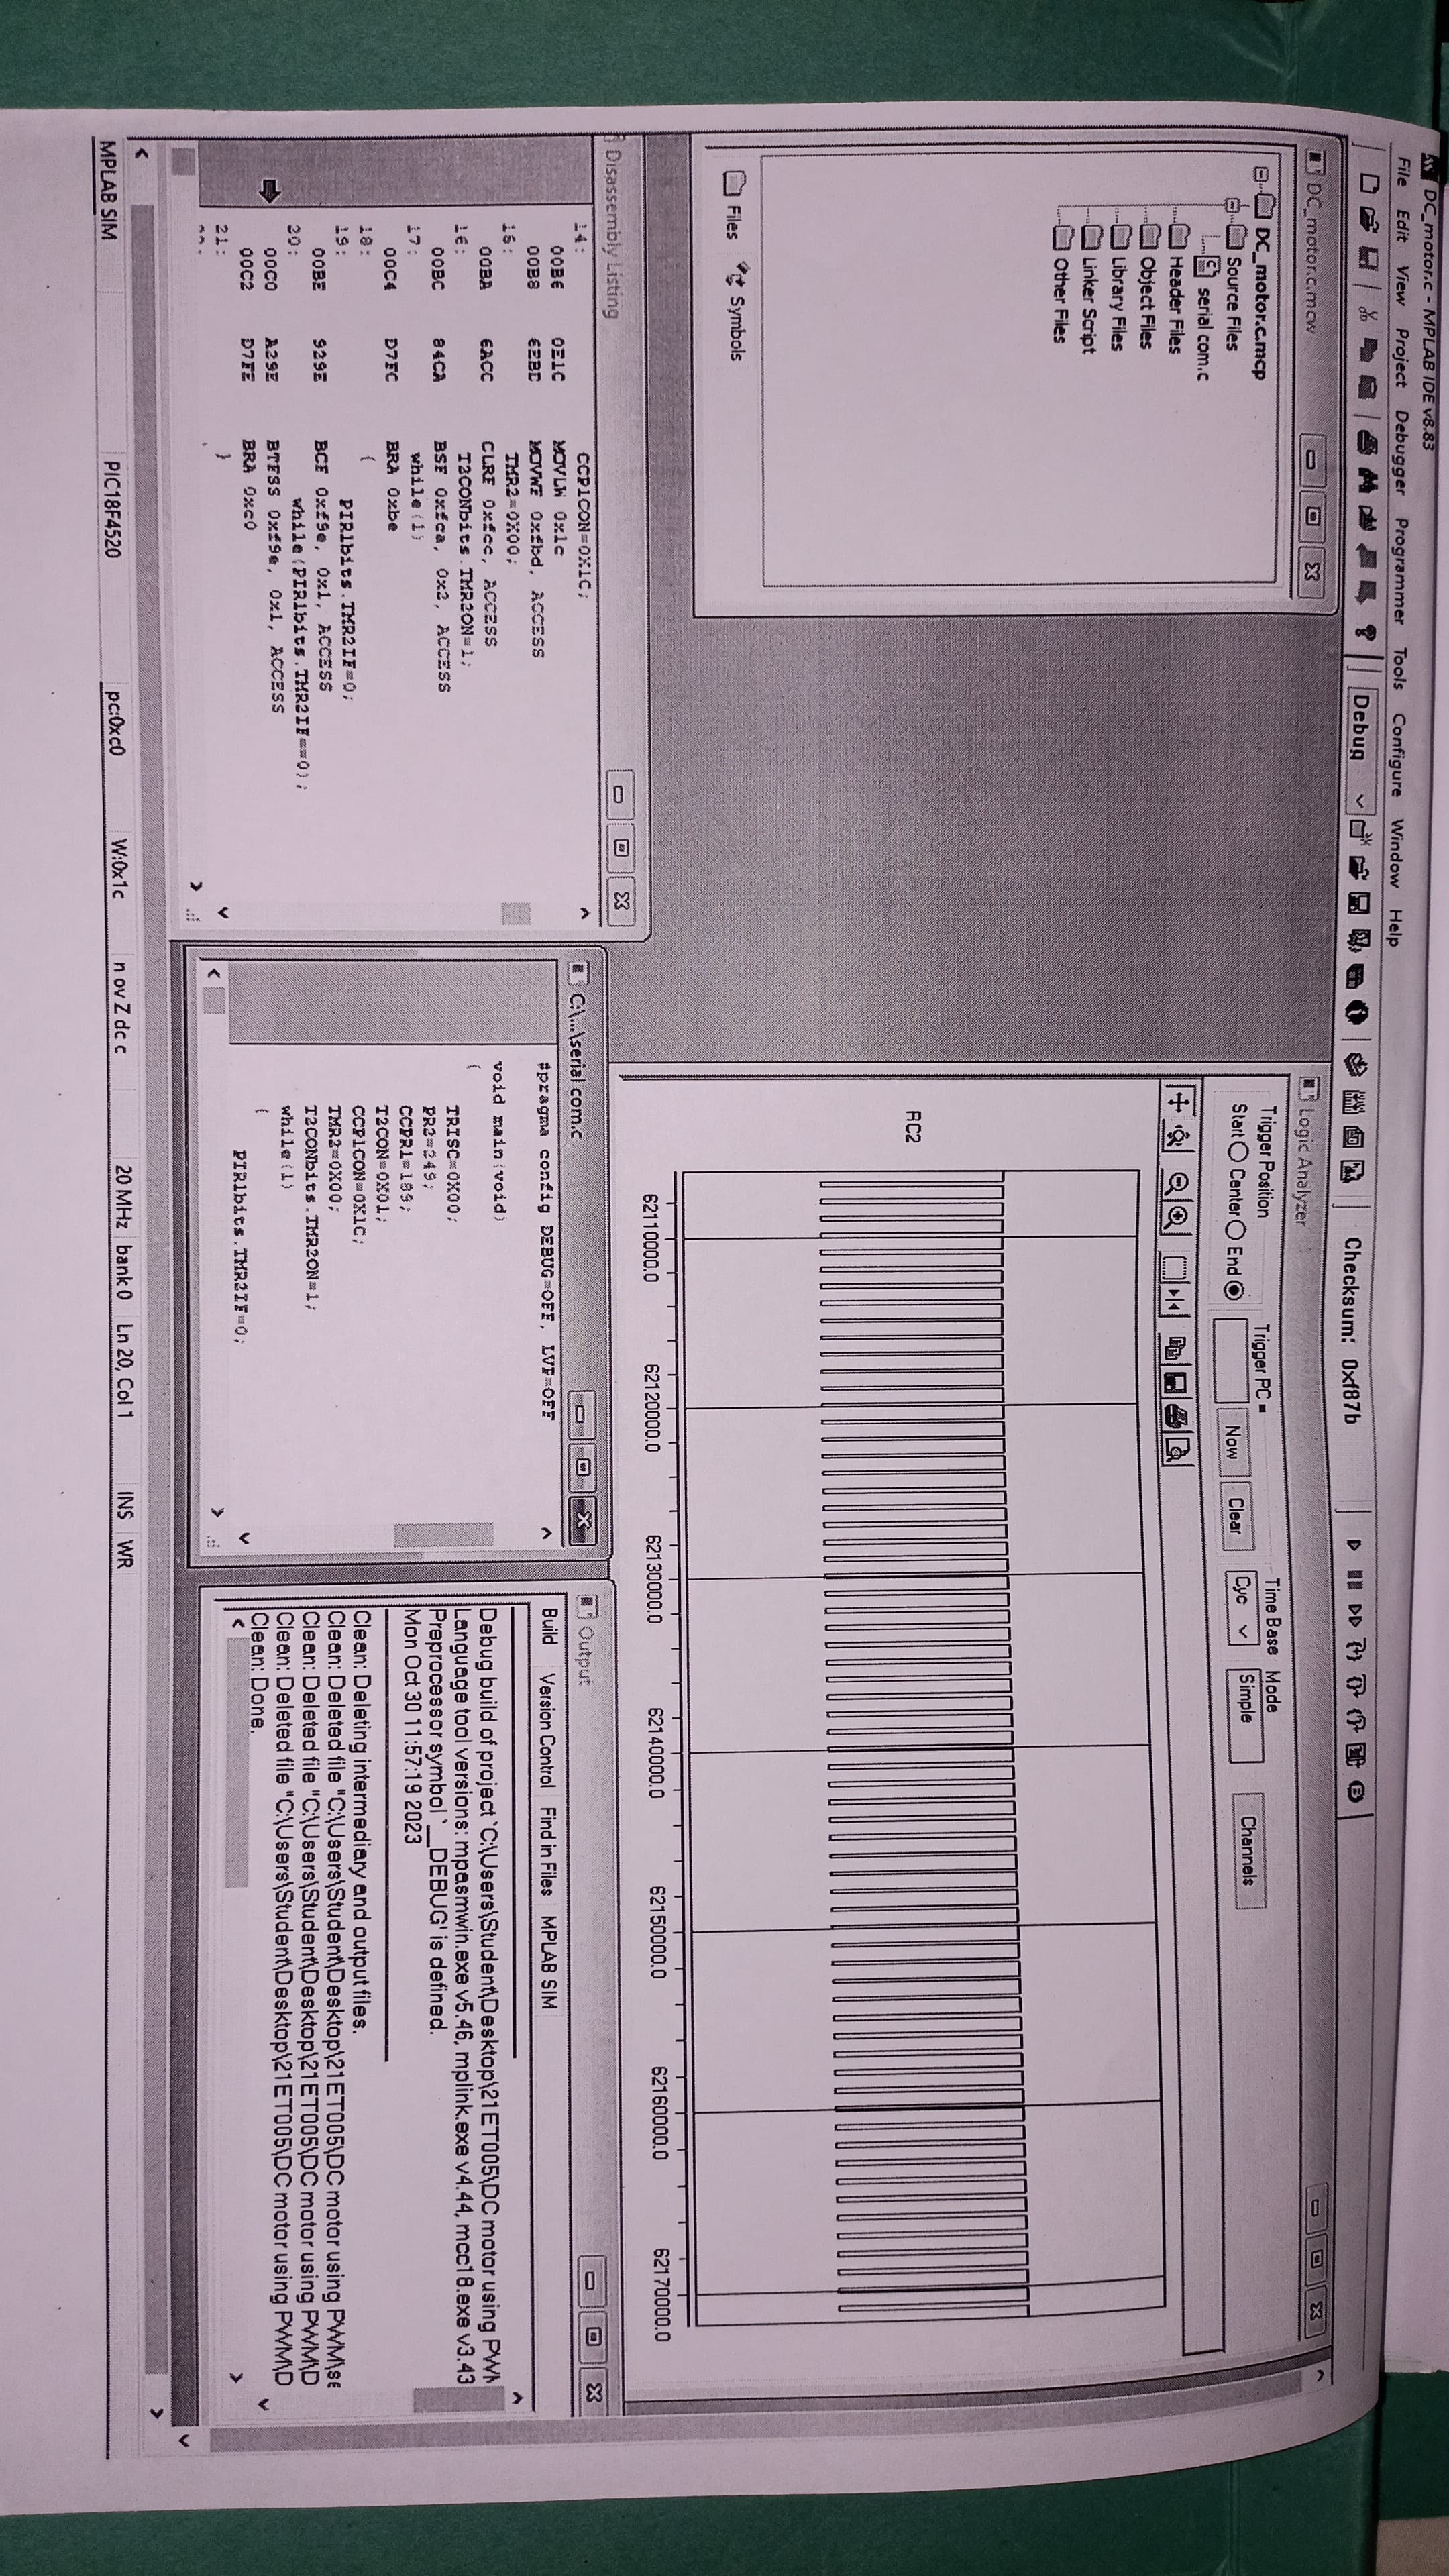 DC_motor.c - MPLAB IDE v8.83
File Edit View Project Debugger Programmer Tools Configure Window Help
Debug
Checksum: 0xf87b
DC_motor.c.mcw
DC_motor.c.mcp
Source Files
serial com.c
Header Files
Object Files
Library Files
Linker Script
Other Files
Files Symbols
Logic Analyzer
Trigger Position
Start Center End
Trigger PC =
Now Clear
Time Base
Cyc
Mode
Simple
Channels
RC2
62110000.0 62120000.0 62130000.0 62140000.0 62150000.0 62160000.0 62170000.0
Disassembly Listing
14: CCP1CON=0X1C;
00B6 0E1C MOVLW 0x1c
00B8 6EBD MOVWF 0xfbd, ACCESS
15: TMR2=0X00;
00BA 6ACC CLRF 0xfcc, ACCESS
16: T2CONbits.TMR2ON=1;
00BC 84CA BSF 0xfca, 0x2, ACCESS
17: while(1)
00C4 D7FC BRA 0xbe
18: {
19: PIR1bits.TMR2IF=0;
00BE 929E BCF 0xf9e, 0x1, ACCESS
20: while(PIR1bits.TMR2IF==0);
00C0 A29E BTFSS 0xf9e, 0x1, ACCESS
00C2 D7FE BRA 0xc0
21: }
C:\...\serial com.c
#pragma config DEBUG=OFF, LVP=OFF
void main(void)
{
TRISC=0X00;
PR2=249;
CCPR1=189;
T2CON=0X01;
CCP1CON=0X1C;
TMR2=0X00;
T2CONbits.TMR2ON=1;
while(1)
{
PIR1bits.TMR2IF=0;
Output
Build Version Control Find in Files MPLAB SIM
Debug build of project `C:\Users\Student\Desktop\21ET005\DC motor using PWM
Language tool versions: mpasmwin.exe v5.46, mplink.exe v4.44, mcc18.exe v3.43
Preprocessor symbol `__DEBUG' is defined.
Mon Oct 30 11:57:19 2023
Clean: Deleting intermediary and output files.
Clean: Deleted file "C:\Users\Student\Desktop\21ET005\DC motor using PWM\se
Clean: Deleted file "C:\Users\Student\Desktop\21ET005\DC motor using PWM\D
Clean: Deleted file "C:\Users\Student\Desktop\21ET005\DC motor using PWM\D
Clean: Done.
MPLAB SIM PIC18F4520 pc:0xc0 W:0x1c n ov Z dc c 20 MHz bank 0 Ln 20, Col 1 INS WR